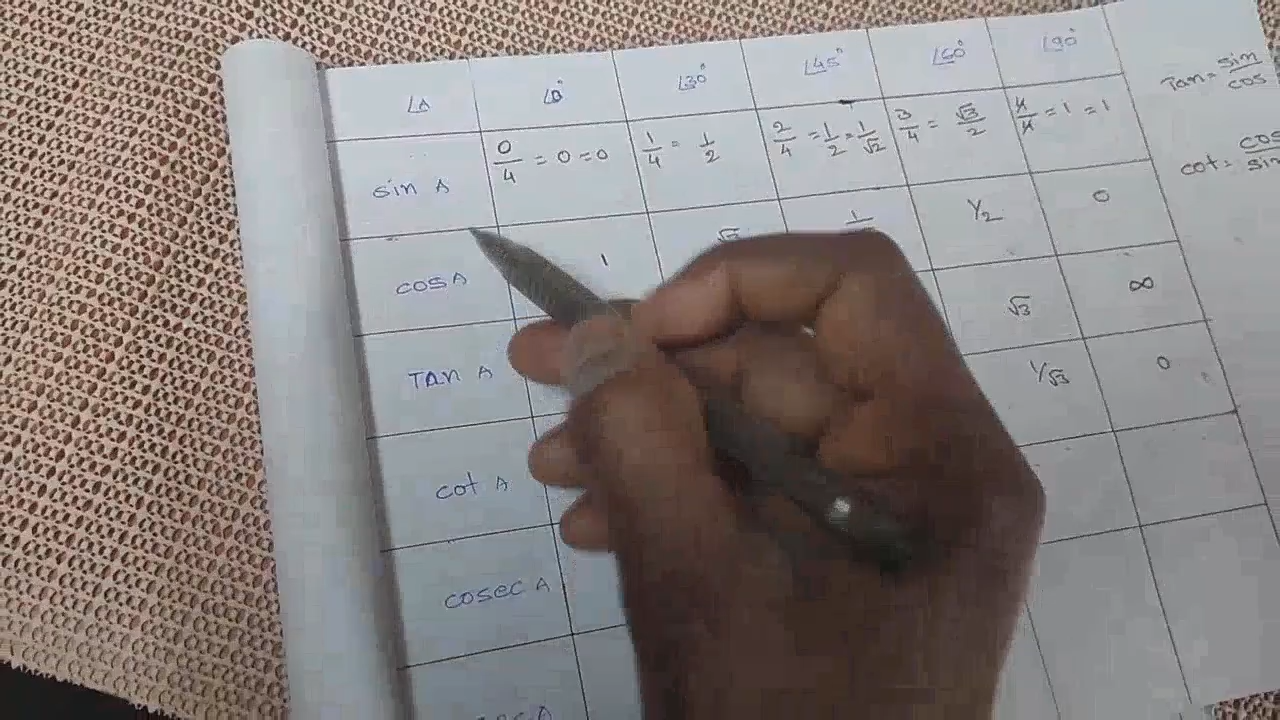 ∠A ∠0° ∠30° ∠45° ∠60° ∠90°
sin A 0/4 = 0 = 0 1/4 = 1/2 2/4 = 1/2 = 1/√2 3/4 = √3/2 4/4 = 1 = 1
cos A 1 1/2 0
Tan A √3 ∞
cot A 1/√3 0
cosec A
Tan = sin/cos
cot = cos/sin